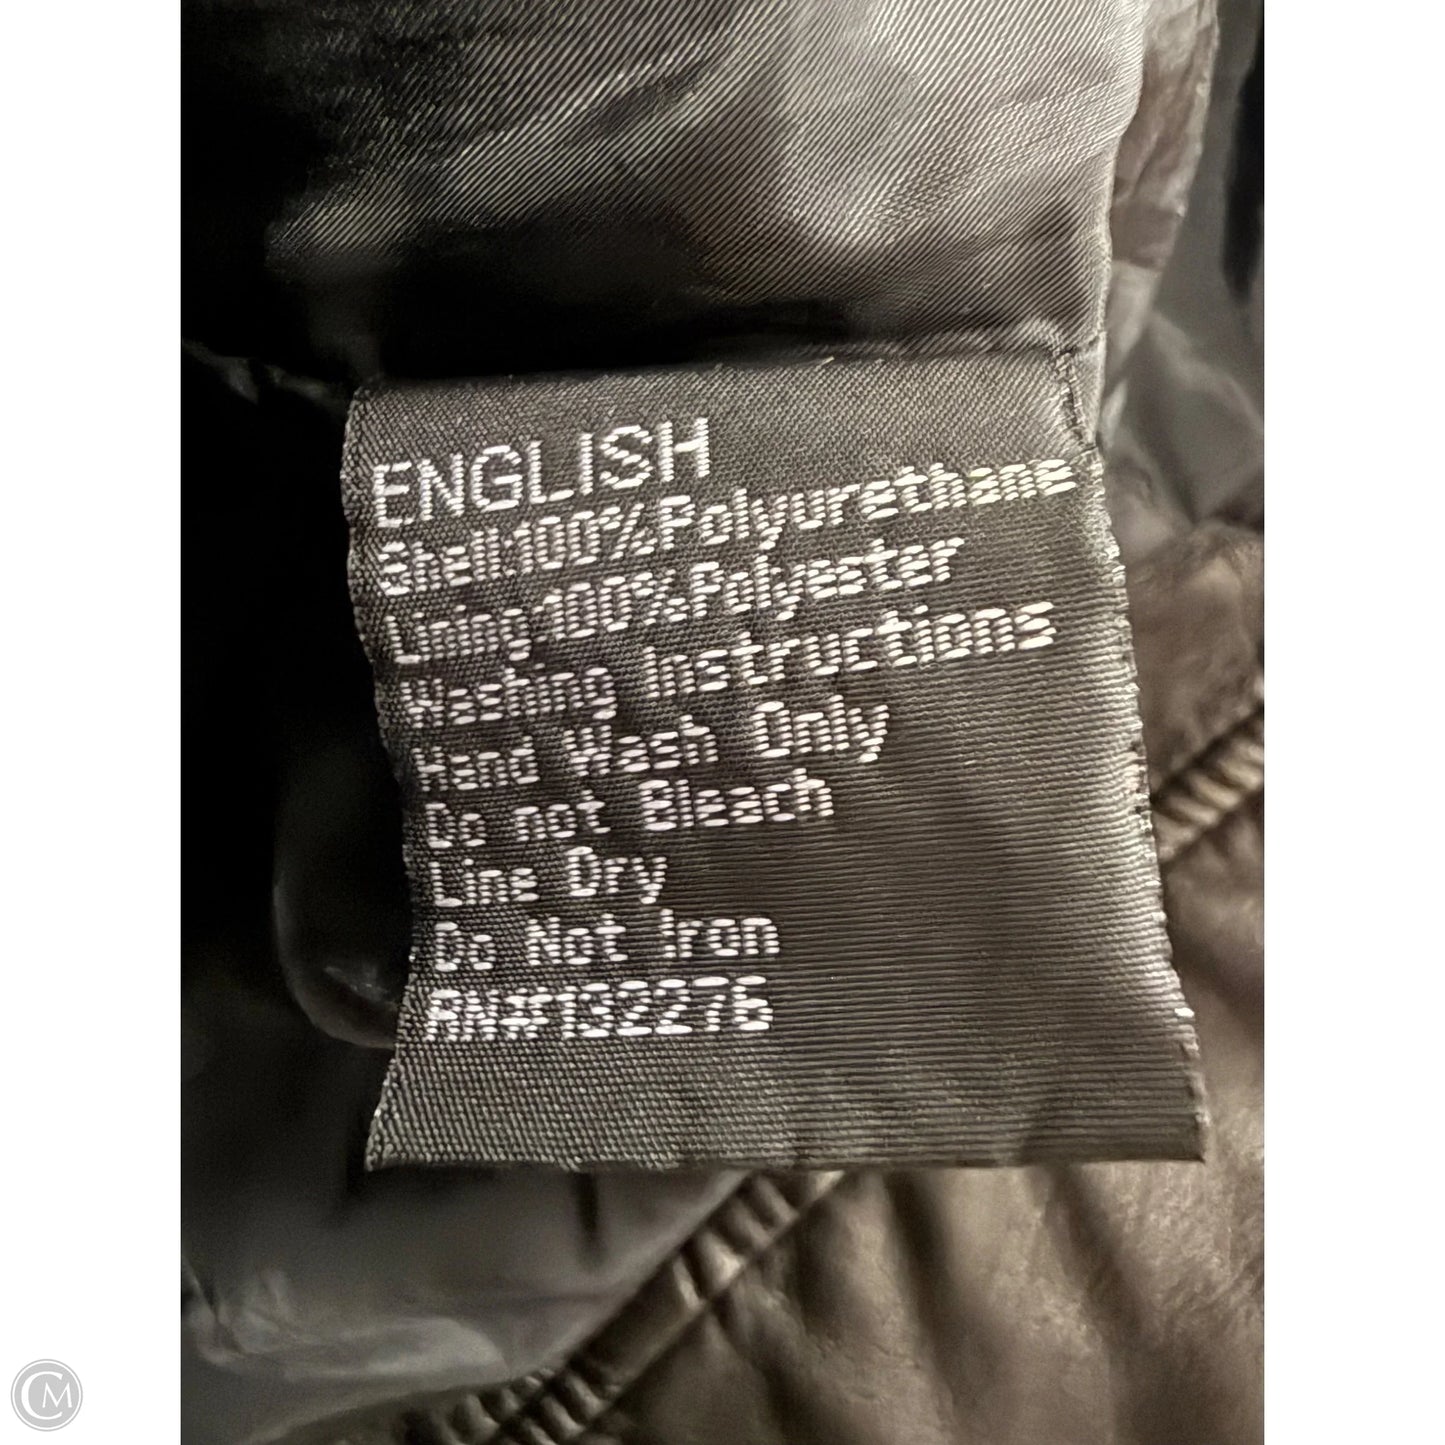 ENGLISH
Shell:100%Polyurethane
Lining:100%Polyester
Washing Instructions
Hand Wash Only
Do not Bleach
Line Dry
Do Not Iron
RN#132276
CM